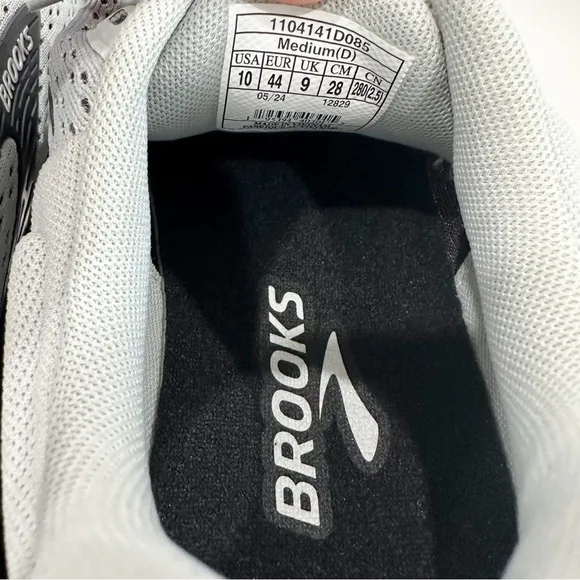 1104141D085
Medium(D)
USA EUR UK CM CN
10 44 9 28 280(2.5)
05/24 12829
BROOKS
BROOKS